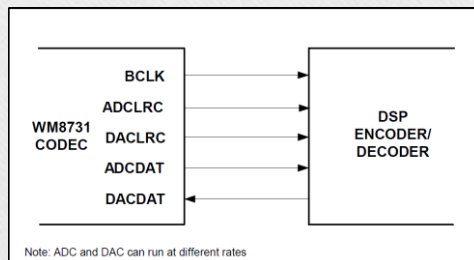 BCLK
ADCLRC
WM8731
CODEC
DACLRC
ADCDAT
DACDAT
DSP
ENCODER/
DECODER
Note: ADC and DAC can run at different rates